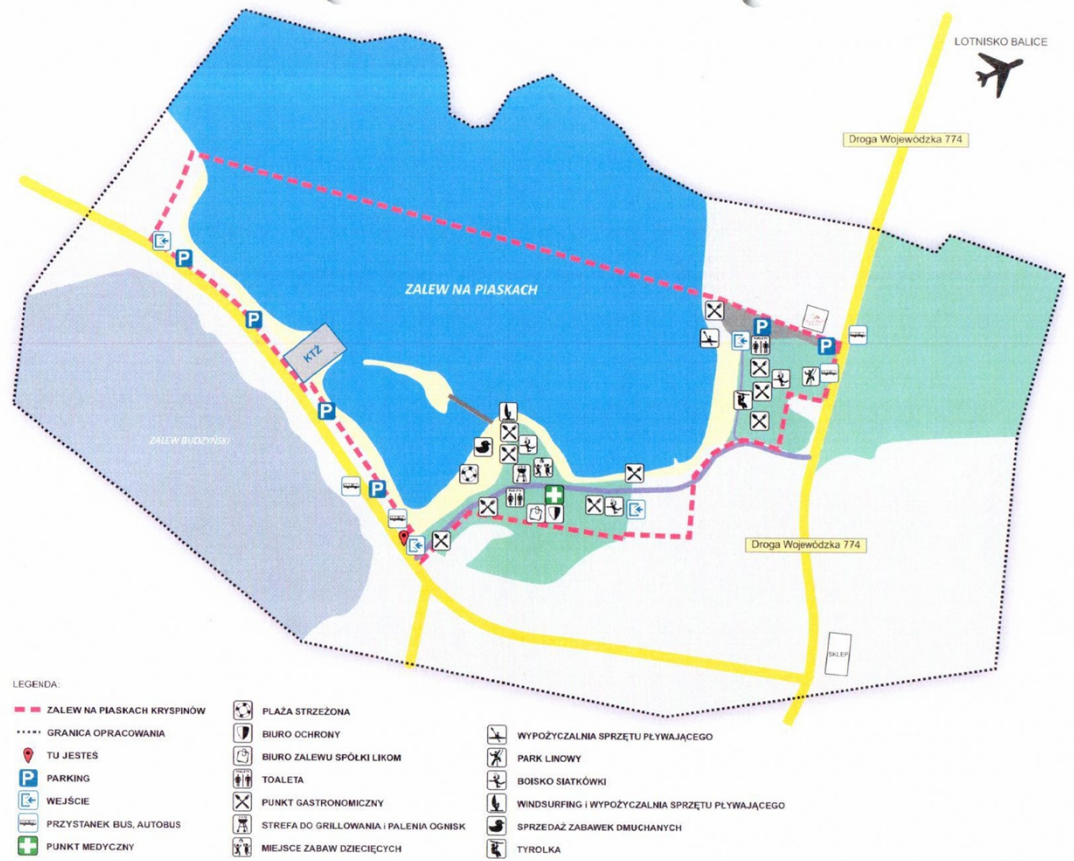 LOTNISKO BALICE
Droga Wojewódzka 774
ZALEW NA PIASKACH
KTŻ
ZALEW BUDZYŃSKI
Droga Wojewódzka 774
SKLEP
LEGENDA:
ZALEW NA PIASKACH KRYSPINÓW
GRANICA OPRACOWANIA
TU JESTEŚ
P PARKING
WEJŚCIE
PRZYSTANEK BUS, AUTOBUS
PUNKT MEDYCZNY
PLAŻA STRZEŻONA
BIURO OCHRONY
BIURO ZALEWU SPÓŁKI LIKOM
TOALETA
PUNKT GASTRONOMICZNY
STREFA DO GRILLOWANIA i PALENIA OGNISK
MIEJSCE ZABAW DZIECIĘCYCH
WYPOŻYCZALNIA SPRZĘTU PŁYWAJĄCEGO
PARK LINOWY
BOISKO SIATKÓWKI
WINDSURFING i WYPOŻYCZALNIA SPRZĘTU PŁYWAJĄCEGO
SPRZEDAŻ ZABAWEK DMUCHANYCH
TYROLKA
P
P
P
P
P
P